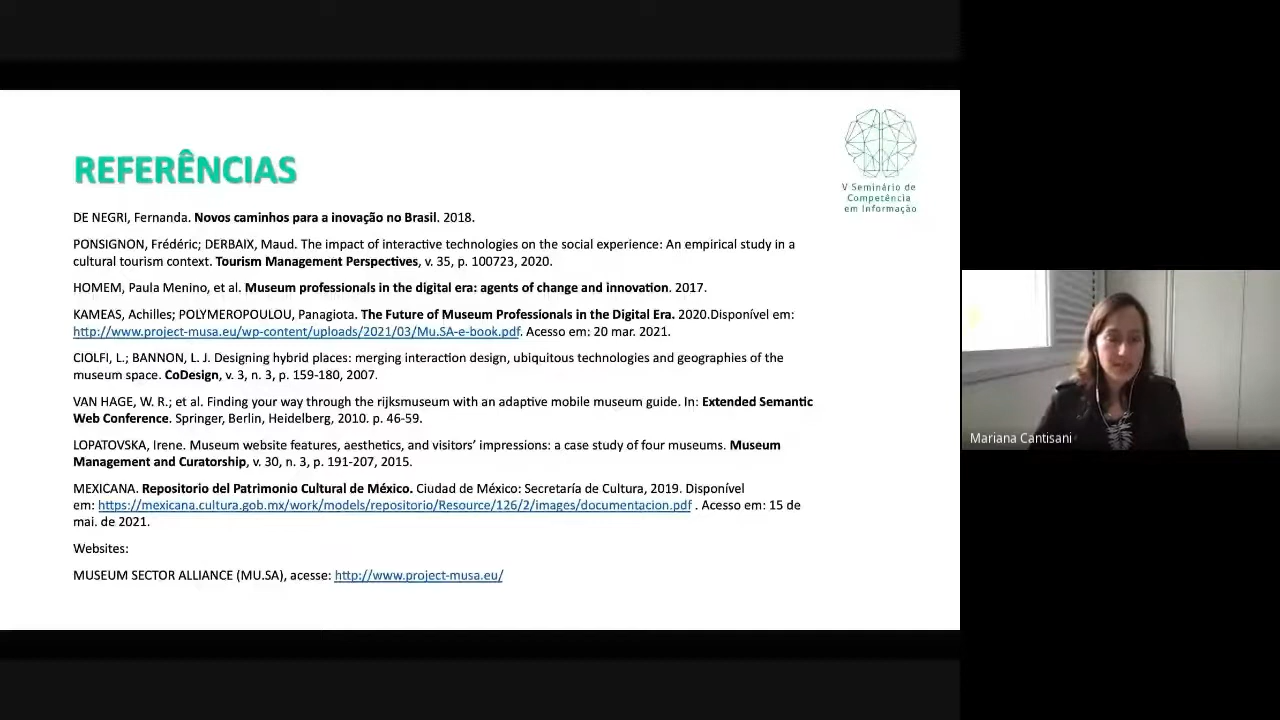 REFERÊNCIAS
V Seminário de
Competência
em Informação
DE NEGRI, Fernanda. Novos caminhos para a inovação no Brasil. 2018.
PONSIGNON, Frédéric; DERBAIX, Maud. The impact of interactive technologies on the social experience: An empirical study in a
cultural tourism context. Tourism Management Perspectives, v. 35, p. 100723, 2020.
HOMEM, Paula Menino, et al. Museum professionals in the digital era: agents of change and innovation. 2017.
KAMEAS, Achilles; POLYMEROPOULOU, Panagiota. The Future of Museum Professionals in the Digital Era. 2020.Disponível em:
http://www.project-musa.eu/wp-content/uploads/2021/03/Mu.SA-e-book.pdf. Acesso em: 20 mar. 2021.
CIOLFI, L.; BANNON, L. J. Designing hybrid places: merging interaction design, ubiquitous technologies and geographies of the
museum space. CoDesign, v. 3, n. 3, p. 159-180, 2007.
VAN HAGE, W. R.; et al. Finding your way through the rijksmuseum with an adaptive mobile museum guide. In: Extended Semantic
Web Conference. Springer, Berlin, Heidelberg, 2010. p. 46-59.
LOPATOVSKA, Irene. Museum website features, aesthetics, and visitors’ impressions: a case study of four museums. Museum
Management and Curatorship, v. 30, n. 3, p. 191-207, 2015.
MEXICANA. Repositorio del Patrimonio Cultural de México. Ciudad de México: Secretaría de Cultura, 2019. Disponível
em: https://mexicana.cultura.gob.mx/work/models/repositorio/Resource/126/2/images/documentacion.pdf . Acesso em: 15 de
mai. de 2021.
Websites:
MUSEUM SECTOR ALLIANCE (MU.SA), acesse: http://www.project-musa.eu/
Mariana Cantisani